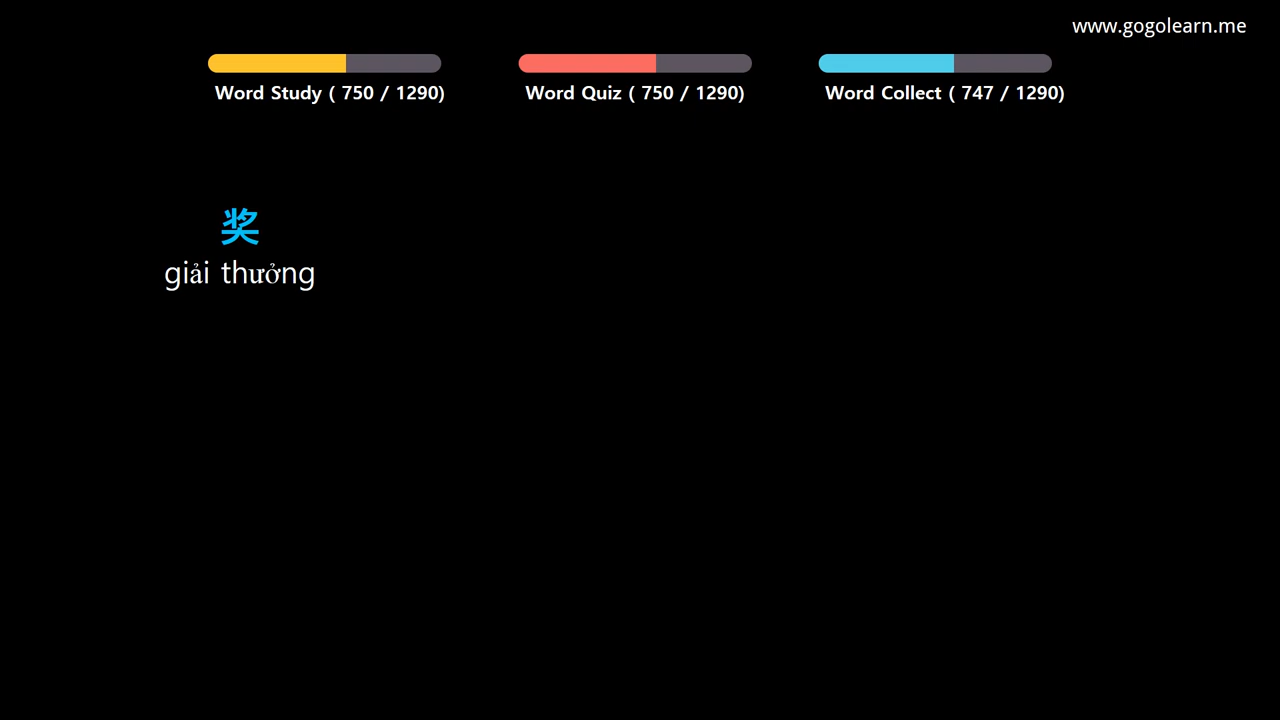 www.gogolearn.me
Word Study ( 750 / 1290)
Word Quiz ( 750 / 1290)
Word Collect ( 747 / 1290)
奖
giải thưởng